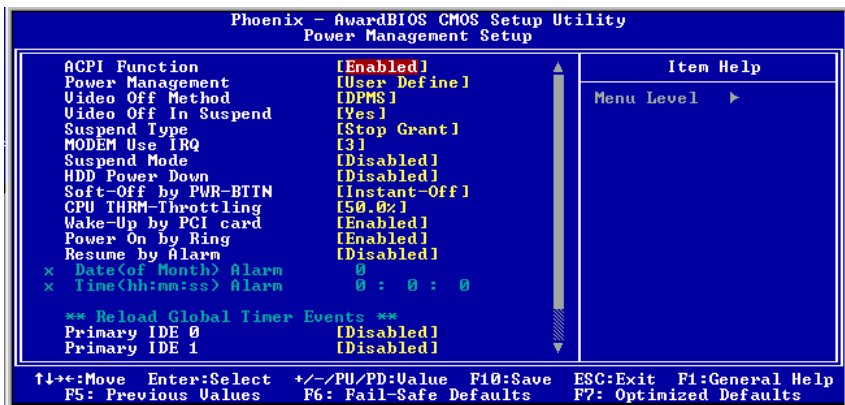 Phoenix - AwardBIOS CMOS Setup Utility
Power Management Setup
ACPI Function [Enabled]
Power Management [User Define]
Video Off Method [DPMS]
Video Off In Suspend [Yes]
Suspend Type [Stop Grant]
MODEM Use IRQ [3]
Suspend Mode [Disabled]
HDD Power Down [Disabled]
Soft-Off by PWR-BTTN [Instant-Off]
CPU THRM-Throttling [50.0%]
Wake-Up by PCI card [Enabled]
Power On by Ring [Enabled]
Resume by Alarm [Disabled]
x Date(of Month) Alarm 0
x Time(hh:mm:ss) Alarm 0 : 0 : 0
** Reload Global Timer Events **
Primary IDE 0 [Disabled]
Primary IDE 1 [Disabled]
Item Help
Menu Level ►
↑↓→←:Move Enter:Select +/-/PU/PD:Value F10:Save ESC:Exit F1:General Help
F5: Previous Values F6: Fail-Safe Defaults F7: Optimized Defaults